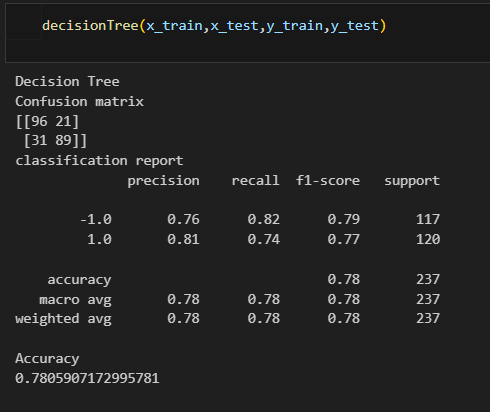 decisionTree(x_train,x_test,y_train,y_test)
Decision Tree
Confusion matrix
[[96 21]
 [31 89]]
classification report
              precision    recall  f1-score   support

        -1.0       0.76      0.82      0.79       117
         1.0       0.81      0.74      0.77       120

    accuracy                           0.78       237
   macro avg       0.78      0.78      0.78       237
weighted avg       0.78      0.78      0.78       237

Accuracy
0.7805907172995781